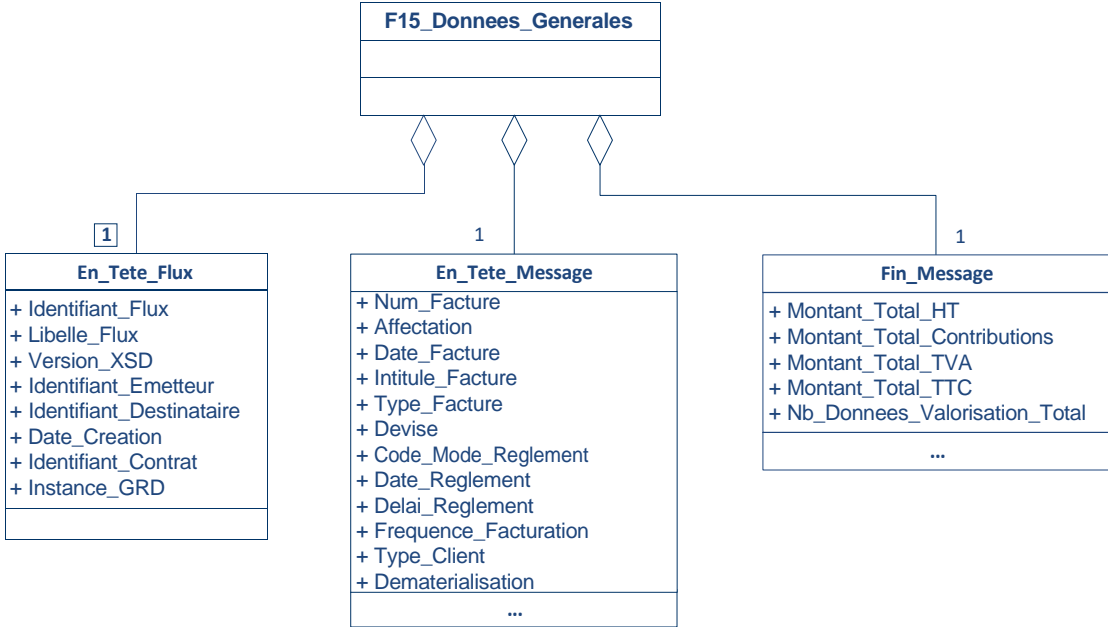 F15_Donnees_Generales
1
En_Tete_Flux
+ Identifiant_Flux
+ Libelle_Flux
+ Version_XSD
+ Identifiant_Emetteur
+ Identifiant_Destinataire
+ Date_Creation
+ Identifiant_Contrat
+ Instance_GRD
1
En_Tete_Message
+ Num_Facture
+ Affectation
+ Date_Facture
+ Intitule_Facture
+ Type_Facture
+ Devise
+ Code_Mode_Reglement
+ Date_Reglement
+ Delai_Reglement
+ Frequence_Facturation
+ Type_Client
+ Dematerialisation
...
1
Fin_Message
+ Montant_Total_HT
+ Montant_Total_Contributions
+ Montant_Total_TVA
+ Montant_Total_TTC
+ Nb_Donnees_Valorisation_Total
...